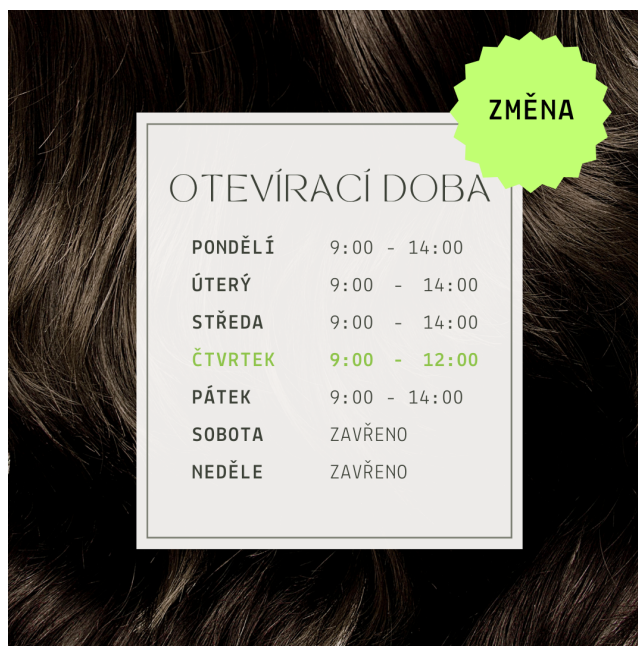 ZMĚNA
OTEVÍRACÍ DOBA
PONDĚLÍ 9:00 - 14:00
ÚTERÝ 9:00 - 14:00
STŘEDA 9:00 - 14:00
ČTVRTEK 9:00 - 12:00
PÁTEK 9:00 - 14:00
SOBOTA ZAVŘENO
NEDĚLE ZAVŘENO